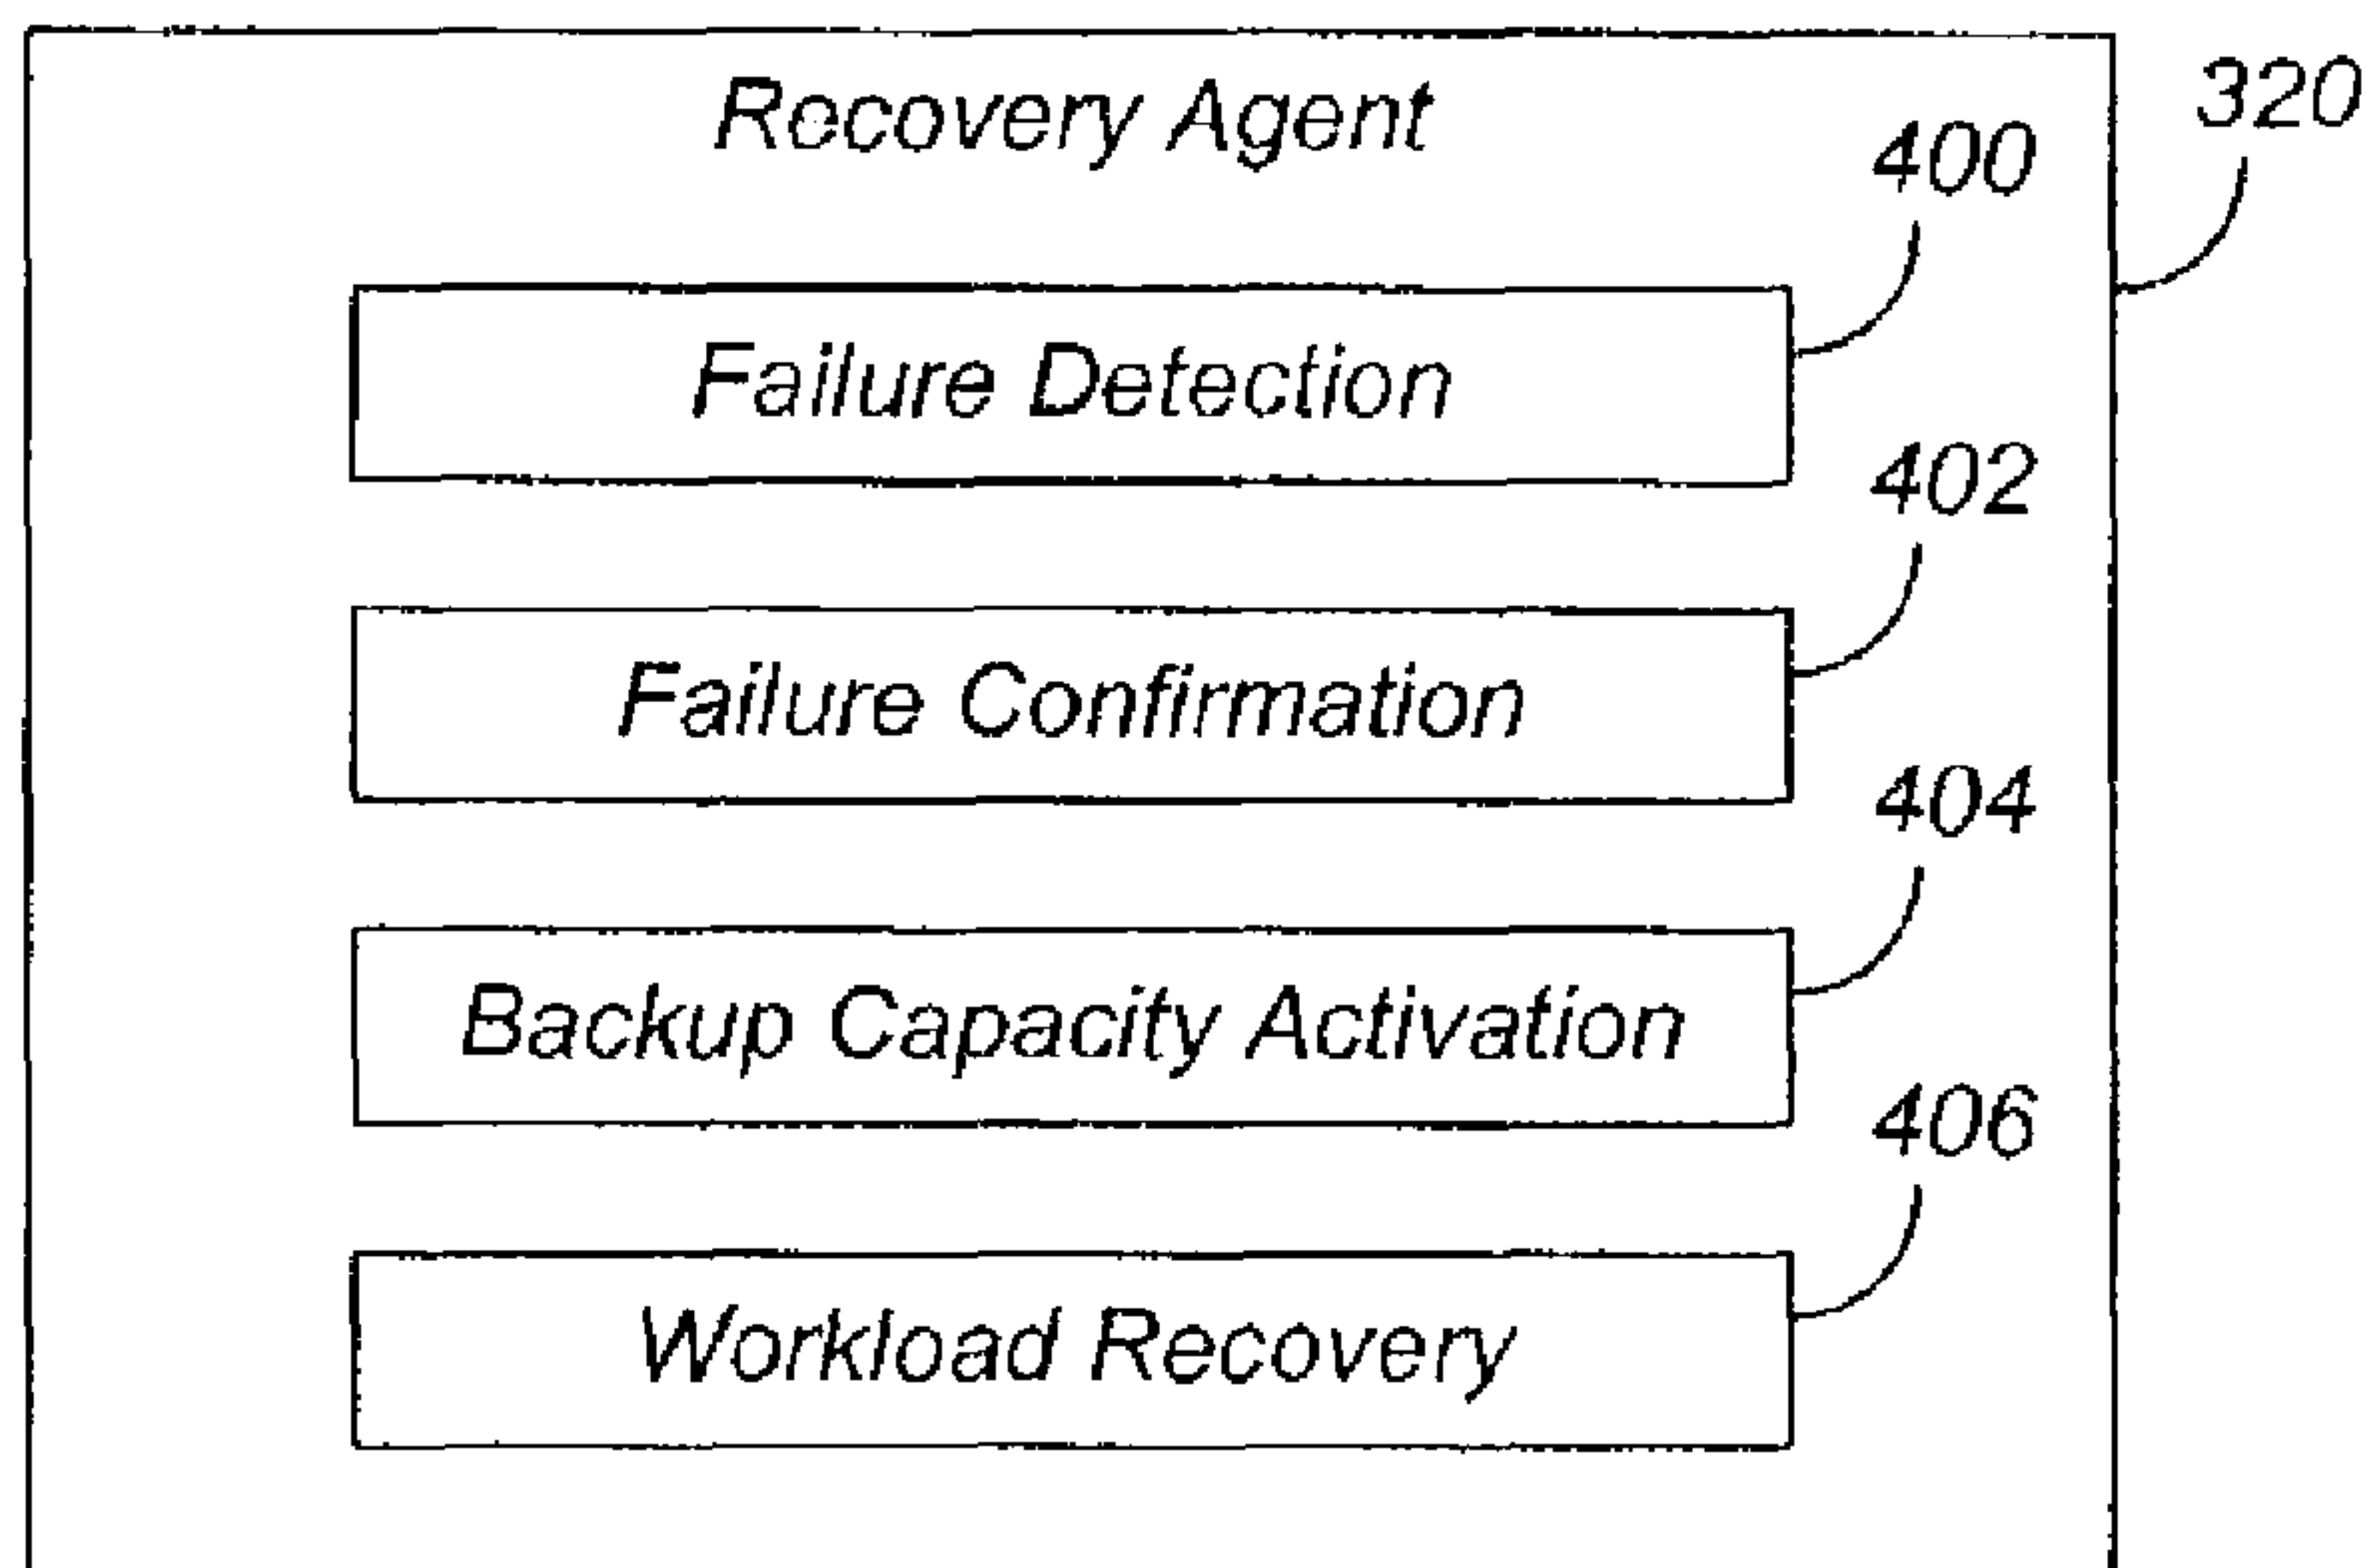 Recovery Agent
320
400
Failure Detection
402
Failure Confirmation
404
Backup Capacity Activation
406
Workload Recovery